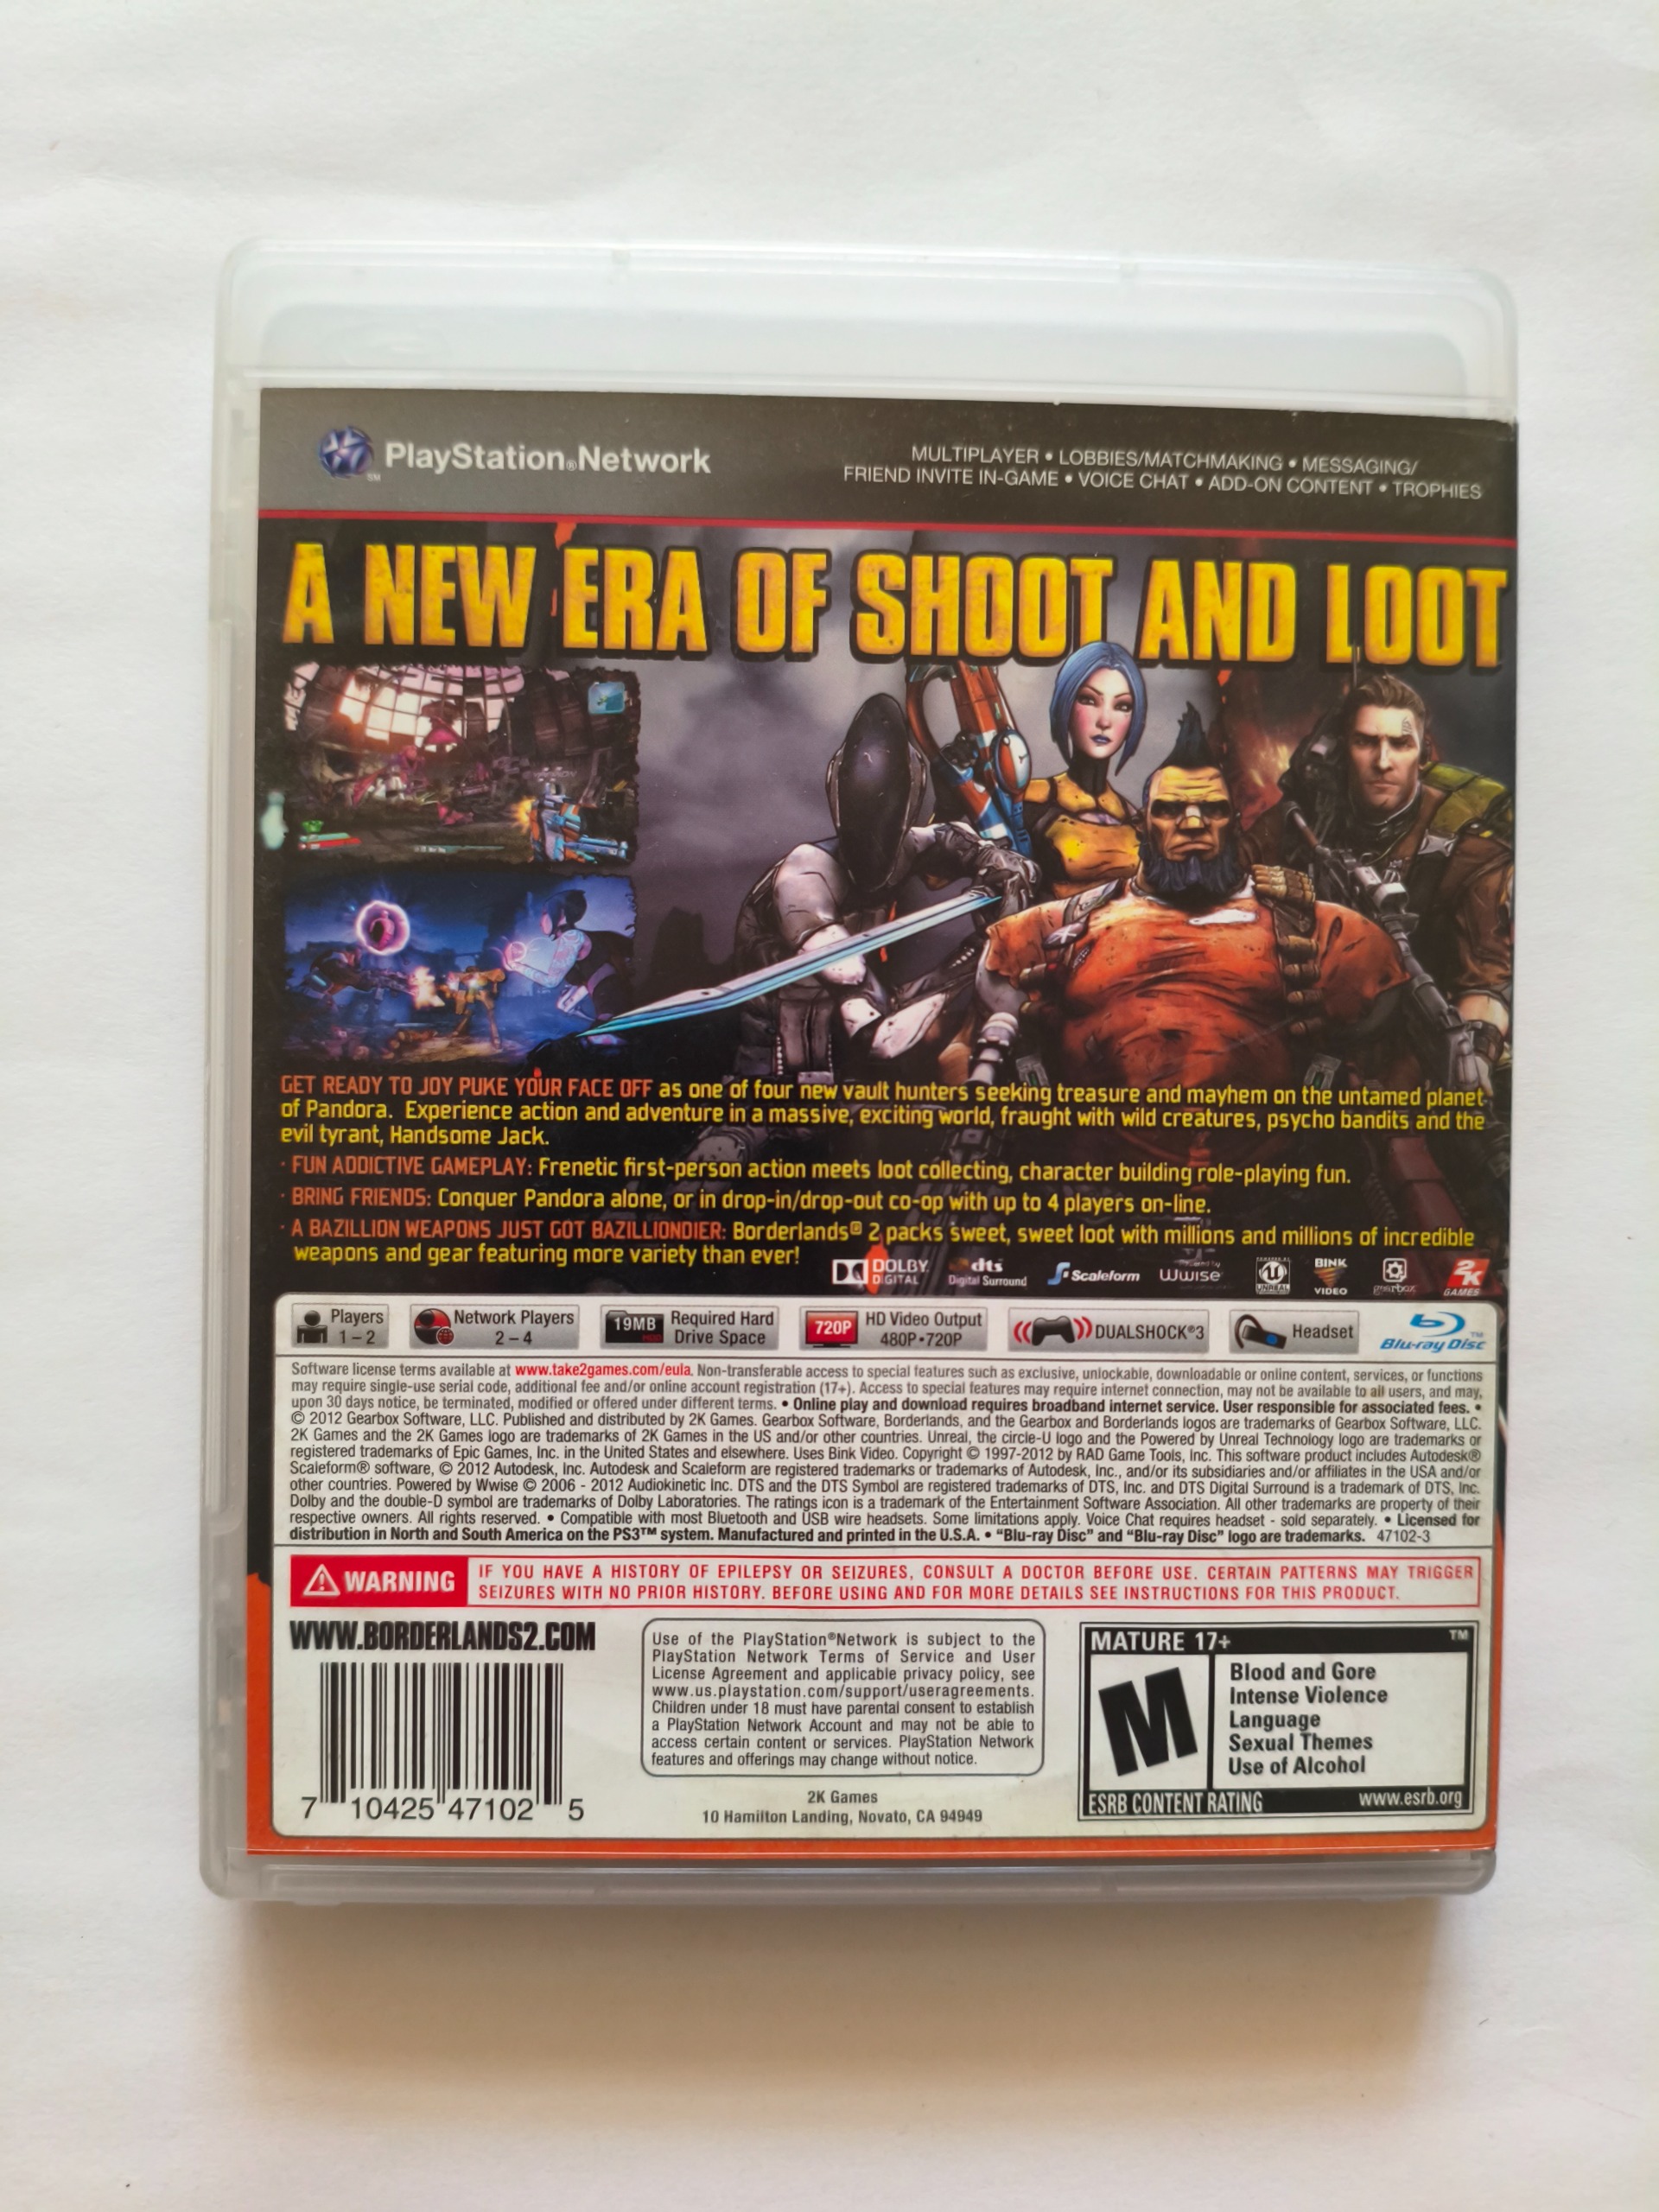 PlayStation®Network
SM
MULTIPLAYER • LOBBIES/MATCHMAKING • MESSAGING/
FRIEND INVITE IN-GAME • VOICE CHAT • ADD-ON CONTENT • TROPHIES
A NEW ERA OF SHOOT AND LOOT
GET READY TO JOY PUKE YOUR FACE OFF as one of four new vault hunters seeking treasure and mayhem on the untamed planet
of Pandora. Experience action and adventure in a massive, exciting world, fraught with wild creatures, psycho bandits and the
evil tyrant, Handsome Jack.
· FUN ADDICTIVE GAMEPLAY: Frenetic first-person action meets loot collecting, character building role-playing fun.
· BRING FRIENDS: Conquer Pandora alone, or in drop-in/drop-out co-op with up to 4 players on-line.
· A BAZILLION WEAPONS JUST GOT BAZILLIONDIER: Borderlands® 2 packs sweet, sweet loot with millions and millions of incredible
weapons and gear featuring more variety than ever!
DOLBY
DIGITAL
dts
Digital Surround
Scaleform
Powered by
Wwise
UNREAL
BINK
VIDEO
gearbox
2K
GAMES
Players
1 – 2
Network Players
2 – 4
19MB
Required Hard
Drive Space
720P
HD Video Output
480P•720P
DUALSHOCK®3
Headset
Blu-ray Disc™
Software license terms available at www.take2games.com/eula. Non-transferable access to special features such as exclusive, unlockable, downloadable or online content, services, or functions
may require single-use serial code, additional fee and/or online account registration (17+). Access to special features may require internet connection, may not be available to all users, and may,
upon 30 days notice, be terminated, modified or offered under different terms. • Online play and download requires broadband internet service. User responsible for associated fees. •
© 2012 Gearbox Software, LLC. Published and distributed by 2K Games. Gearbox Software, Borderlands, and the Gearbox and Borderlands logos are trademarks of Gearbox Software, LLC.
2K Games and the 2K Games logo are trademarks of 2K Games in the US and/or other countries. Unreal, the circle-U logo and the Powered by Unreal Technology logo are trademarks or
registered trademarks of Epic Games, Inc. in the United States and elsewhere. Uses Bink Video. Copyright © 1997-2012 by RAD Game Tools, Inc. This software product includes Autodesk®
Scaleform® software, © 2012 Autodesk, Inc. Autodesk and Scaleform are registered trademarks or trademarks of Autodesk, Inc., and/or its subsidiaries and/or affiliates in the USA and/or
other countries. Powered by Wwise © 2006 - 2012 Audiokinetic Inc. DTS and the DTS Symbol are registered trademarks of DTS, Inc. and DTS Digital Surround is a trademark of DTS, Inc.
Dolby and the double-D symbol are trademarks of Dolby Laboratories. The ratings icon is a trademark of the Entertainment Software Association. All other trademarks are property of their
respective owners. All rights reserved. • Compatible with most Bluetooth and USB wire headsets. Some limitations apply. Voice Chat requires headset - sold separately. • Licensed for
distribution in North and South America on the PS3™ system. Manufactured and printed in the U.S.A. • “Blu-ray Disc” and “Blu-ray Disc” logo are trademarks. 47102-3
WARNING
IF YOU HAVE A HISTORY OF EPILEPSY OR SEIZURES, CONSULT A DOCTOR BEFORE USE. CERTAIN PATTERNS MAY TRIGGER
SEIZURES WITH NO PRIOR HISTORY. BEFORE USING AND FOR MORE DETAILS SEE INSTRUCTIONS FOR THIS PRODUCT.
WWW.BORDERLANDS2.COM
7 10425 47102 5
Use of the PlayStation®Network is subject to the
PlayStation Network Terms of Service and User
License Agreement and applicable privacy policy, see
www.us.playstation.com/support/useragreements.
Children under 18 must have parental consent to establish
a PlayStation Network Account and may not be able to
access certain content or services. PlayStation Network
features and offerings may change without notice.
2K Games
10 Hamilton Landing, Novato, CA 94949
MATURE 17+ ™
M
Blood and Gore
Intense Violence
Language
Sexual Themes
Use of Alcohol
ESRB CONTENT RATING
www.esrb.org